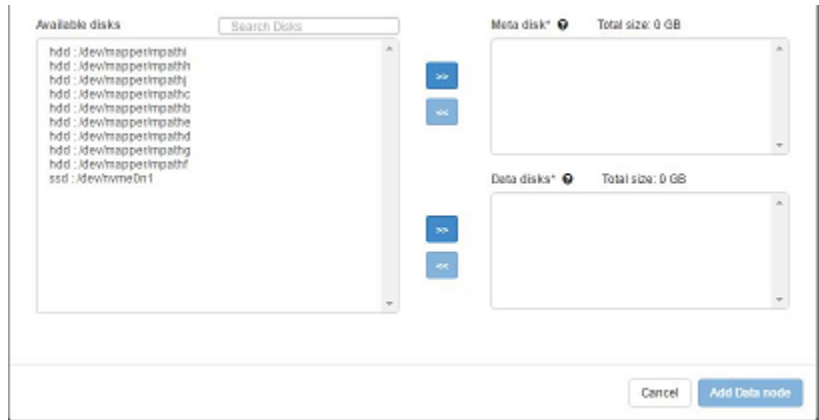 Available disks
Search Disks
hdd : /dev/mapper/mpathi
hdd : /dev/mapper/mpathh
hdd : /dev/mapper/mpathj
hdd : /dev/mapper/mpathc
hdd : /dev/mapper/mpathb
hdd : /dev/mapper/mpathe
hdd : /dev/mapper/mpathd
hdd : /dev/mapper/mpathg
hdd : /dev/mapper/mpathf
ssd : /dev/nvme0n1
>>
<<
Meta disk* ? Total size: 0 GB
>>
<<
Data disks* ? Total size: 0 GB
Cancel
Add Data node